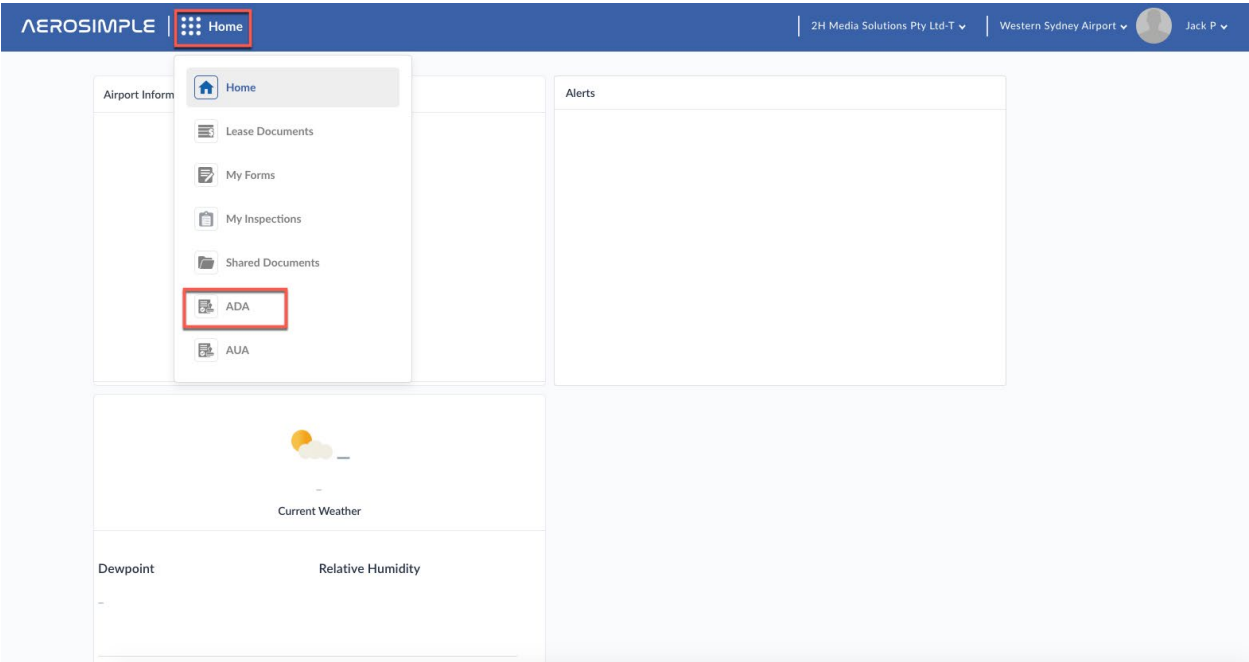 AEROSIMPLE Home 2H Media Solutions Pty Ltd-T Western Sydney Airport Jack P
Airport Inform
Alerts
Home
Lease Documents
My Forms
My Inspections
Shared Documents
ADA
AUA
–
–
Current Weather
Dewpoint Relative Humidity
–